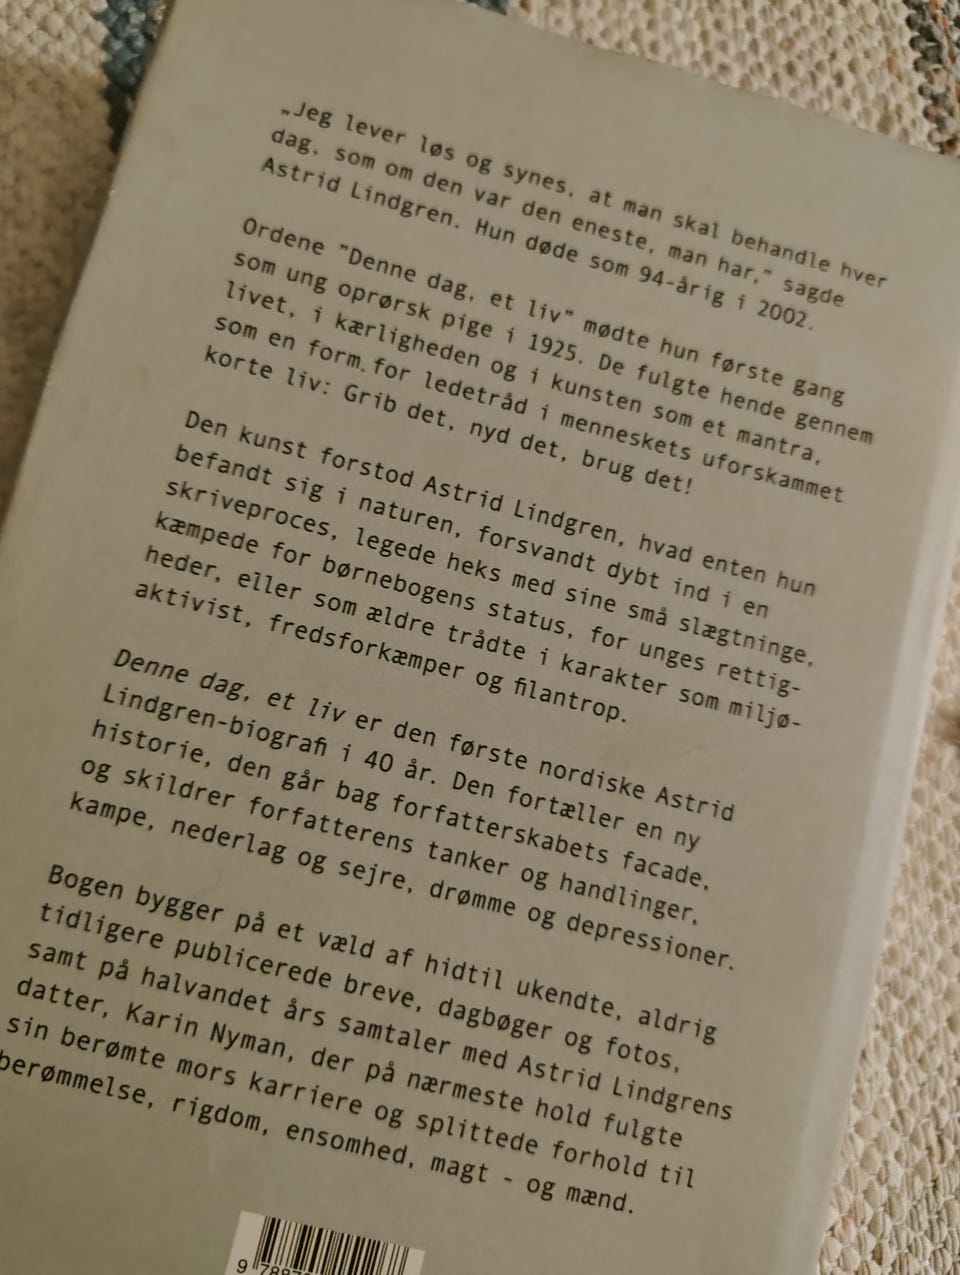 „Jeg lever løs og synes, at man skal behandle hver
dag, som om den var den eneste, man har,” sagde
Astrid Lindgren. Hun døde som 94-årig i 2002.
Ordene ”Denne dag, et liv” mødte hun første gang
som ung oprørsk pige i 1925. De fulgte hende gennem
livet, i kærligheden og i kunsten som et mantra,
som en form for ledetråd i menneskets uforskammet
korte liv: Grib det, nyd det, brug det!
Den kunst forstod Astrid Lindgren, hvad enten hun
befandt sig i naturen, forsvandt dybt ind i en
skriveproces, legede heks med sine små slægtninge,
kæmpede for børnebogens status, for unges rettig-
heder, eller som ældre trådte i karakter som miljø-
aktivist, fredsforkæmper og filantrop.
Denne dag, et liv er den første nordiske Astrid
Lindgren-biografi i 40 år. Den fortæller en ny
historie, den går bag forfatterskabets facade,
og skildrer forfatterens tanker og handlinger,
kampe, nederlag og sejre, drømme og depressioner.
Bogen bygger på et væld af hidtil ukendte, aldrig
tidligere publicerede breve, dagbøger og fotos,
samt på halvandet års samtaler med Astrid Lindgrens
datter, Karin Nyman, der på nærmeste hold fulgte
sin berømte mors karriere og splittede forhold til
berømmelse, rigdom, ensomhed, magt - og mænd.